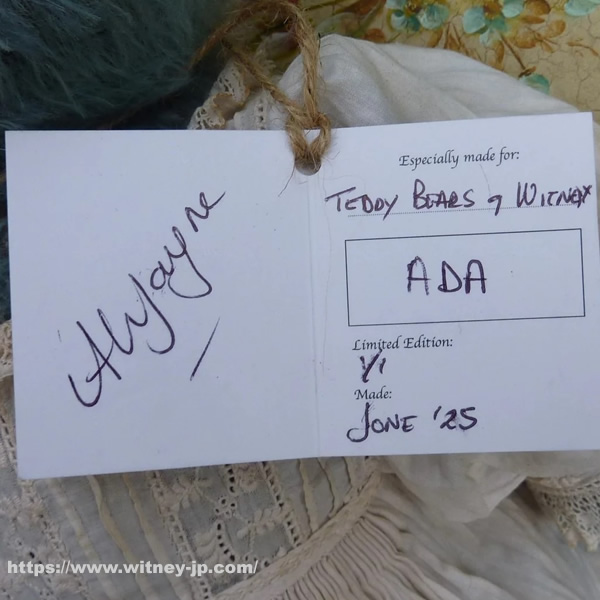 AlyJayne
Especially made for:
TEDDY BEARS of WITNEY
ADA
Limited Edition:
1/1
Made:
JUNE '25
https://www.witney-jp.com/